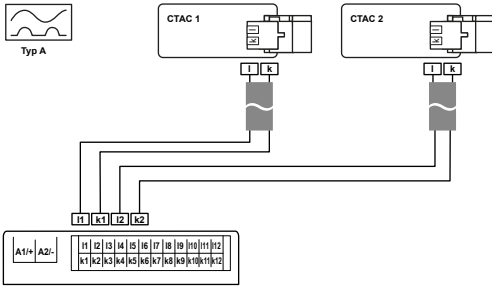 CTAC 1
CTAC 2
l
k
l
k
Typ A
l
k
l
k
l1
k1
l2
k2
A1/+
A2/-
l1 l2 l3 l4 l5 l6 l7 l8 l9 l10 l11 l12
k1 k2 k3 k4 k5 k6 k7 k8 k9 k10 k11 k12